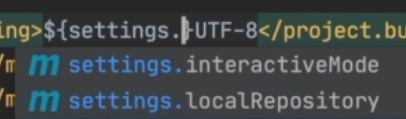 ing>${settings.}UTF-8</project.bu
/m m settings.interactiveMode
/m m settings.localRepository